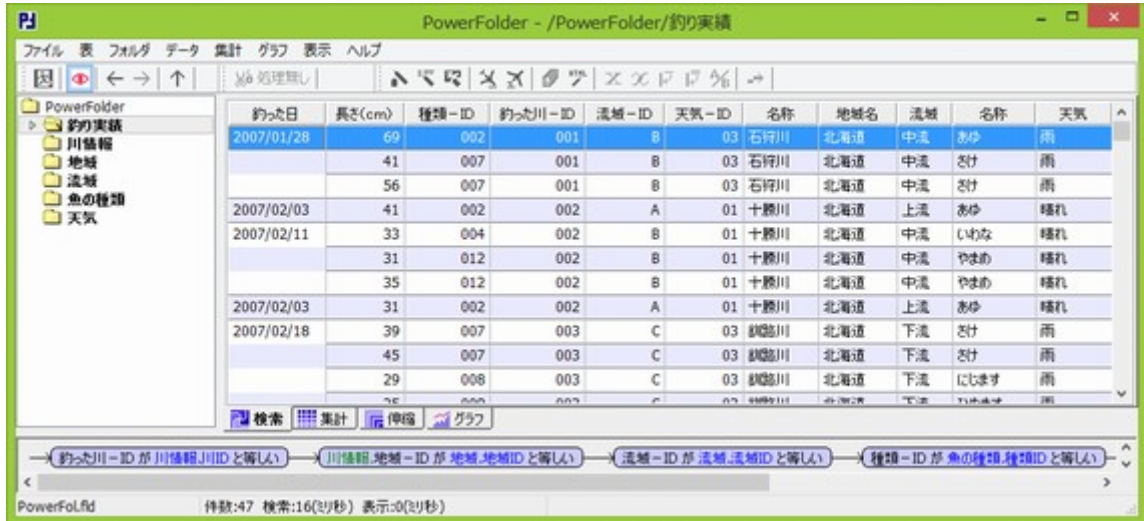 PowerFolder - /PowerFolder/釣り実績
ファイル 表 フォルダ データ 集計 グラフ 表示 ヘルプ
処理無し
PowerFolder
釣り実績
川情報
地域
流域
魚の種類
天気
釣った日 長さ(cm) 種類-ID 釣った川-ID 流域-ID 天気-ID 名称 地域名 流域 名称 天気
2007/01/28 69 002 001 B 03 石狩川 北海道 中流 あゆ 雨
41 007 001 B 03 石狩川 北海道 中流 さけ 雨
56 007 001 B 03 石狩川 北海道 中流 さけ 雨
2007/02/03 41 002 002 A 01 十勝川 北海道 上流 あゆ 晴れ
2007/02/11 33 004 002 B 01 十勝川 北海道 中流 いわな 晴れ
31 012 002 B 01 十勝川 北海道 中流 やまめ 晴れ
35 012 002 B 01 十勝川 北海道 中流 やまめ 晴れ
2007/02/03 31 002 002 A 01 十勝川 北海道 上流 あゆ 晴れ
2007/02/18 39 007 003 C 03 釧路川 北海道 下流 さけ 雨
45 007 003 C 03 釧路川 北海道 下流 さけ 雨
29 008 003 C 03 釧路川 北海道 下流 にじます 雨
検索 集計 伸縮 グラフ
釣った川-ID が 川情報.川ID と等しい 川情報.地域-ID が 地域.地域ID と等しい 流域-ID が 流域.流域ID と等しい 種類-ID が 魚の種類.種類ID と等しい
PowerFol.fld 件数:47 検索:16(ミリ秒) 表示:0(ミリ秒)